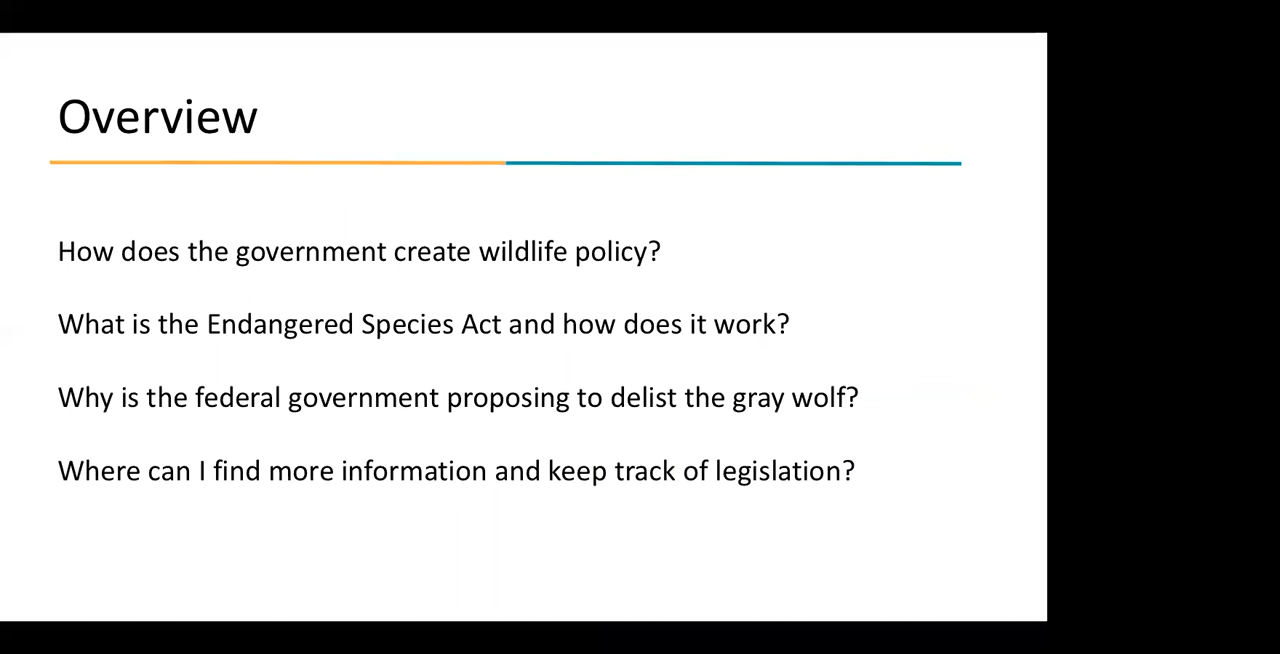 Overview
How does the government create wildlife policy?
What is the Endangered Species Act and how does it work?
Why is the federal government proposing to delist the gray wolf?
Where can I find more information and keep track of legislation?